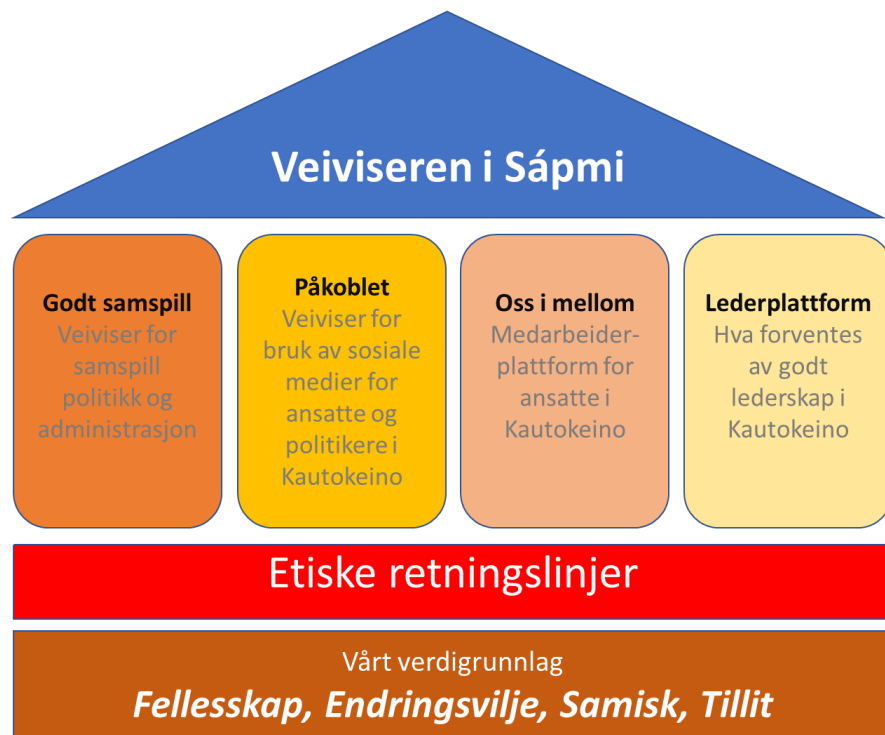 Veiviseren i Sápmi
Godt samspill
Veiviser for
samspill
politikk og
administrasjon
Påkoblet
Veiviser for
bruk av sosiale
medier for
ansatte og
politikere i
Kautokeino
Oss i mellom
Medarbeider-
plattform for
ansatte i
Kautokeino
Lederplattform
Hva forventes
av godt
lederskap i
Kautokeino
Etiske retningslinjer
Vårt verdigrunnlag
Fellesskap, Endringsvilje, Samisk, Tillit